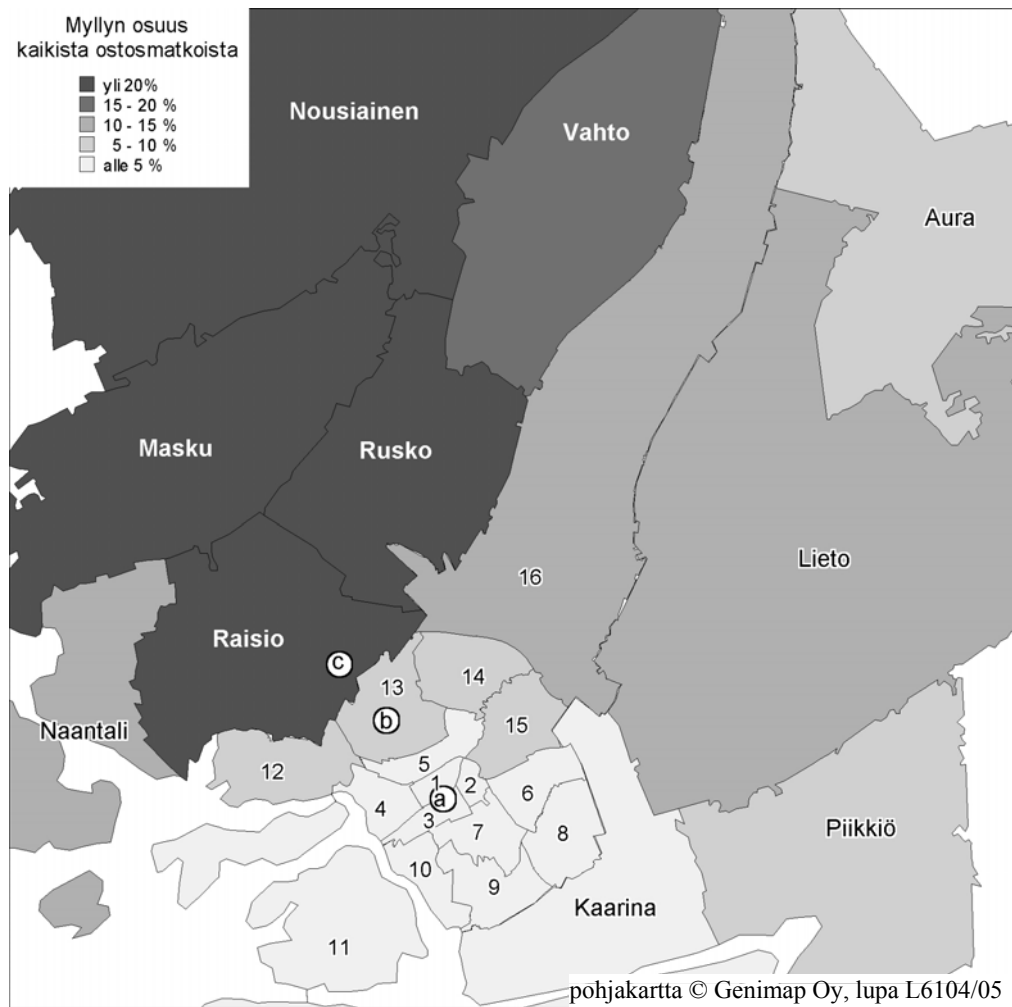 Myllyn osuus
kaikista ostosmatkoista
yli 20%
15 - 20 %
10 - 15 %
5 - 10 %
alle 5 %
Nousiainen
Vahto
Aura
Masku
Rusko
Lieto
16
Raisio
c
13
14
Naantali
b
15
12
5
1
2
a
6
4
3
7
8
Piikkiö
10
9
Kaarina
11
pohjakartta © Genimap Oy, lupa L6104/05